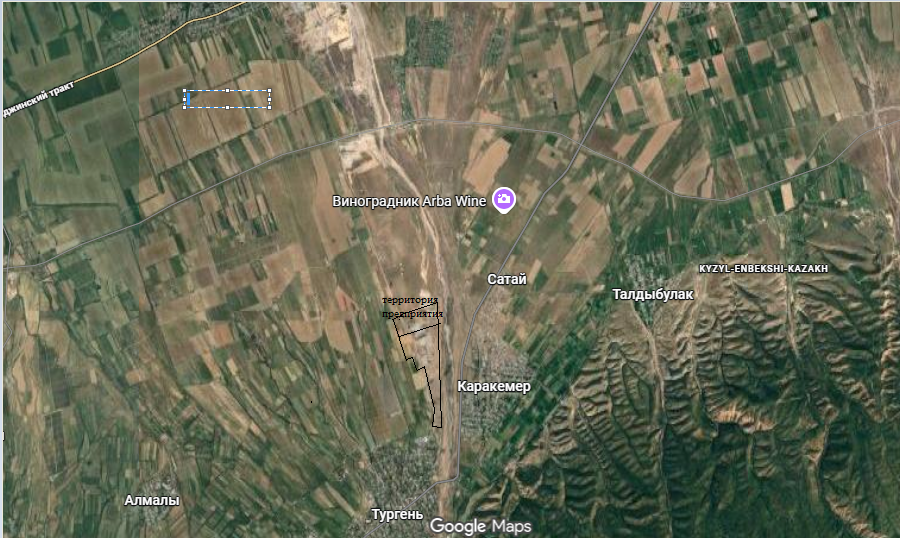 джинский тракт
Виноградник Arba Wine
KYZYL-ENBEKSHI-KAZAKH
Сатай
Талдыбулак
территория
предприятия
Каракемер
Алмалы
Тургень
Google Maps